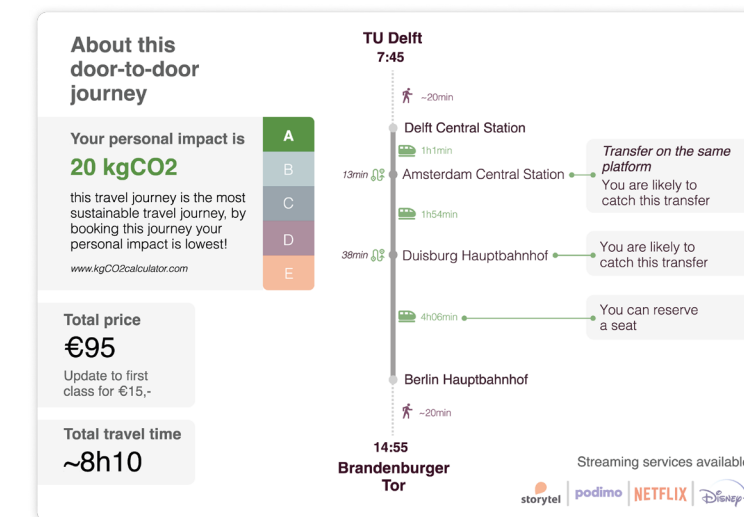 About this
door-to-door
journey
Your personal impact is
20 kgCO2
this travel journey is the most
sustainable travel journey, by
booking this journey your
personal impact is lowest!
www.kgCO2calculator.com
A
B
C
D
E
Total price
€95
Update to first
class for €15,-
Total travel time
~8h10
TU Delft
7:45
~20min
Delft Central Station
1h1min
13min
Amsterdam Central Station
Transfer on the same
platform
You are likely to
catch this transfer
1h54min
38min
Duisburg Hauptbahnhof
You are likely to
catch this transfer
4h06min
You can reserve
a seat
Berlin Hauptbahnhof
~20min
14:55
Brandenburger
Tor
Streaming services available
storytel
podimo
NETFLIX
DISNEY